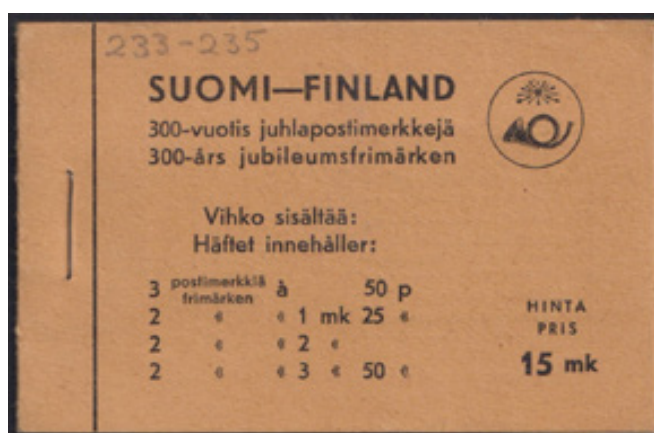 233-235
SUOMI—FINLAND
300-vuotis juhlapostimerkkejä
300-års jubileumsfrimärken
Vihko sisältää:
Häftet innehåller:
3 postimerkkiä frimärken à 50 p
2 « « 1 mk 25 «
2 « « 2 «
2 « « 3 « 50 «
HINTA
PRIS
15 mk